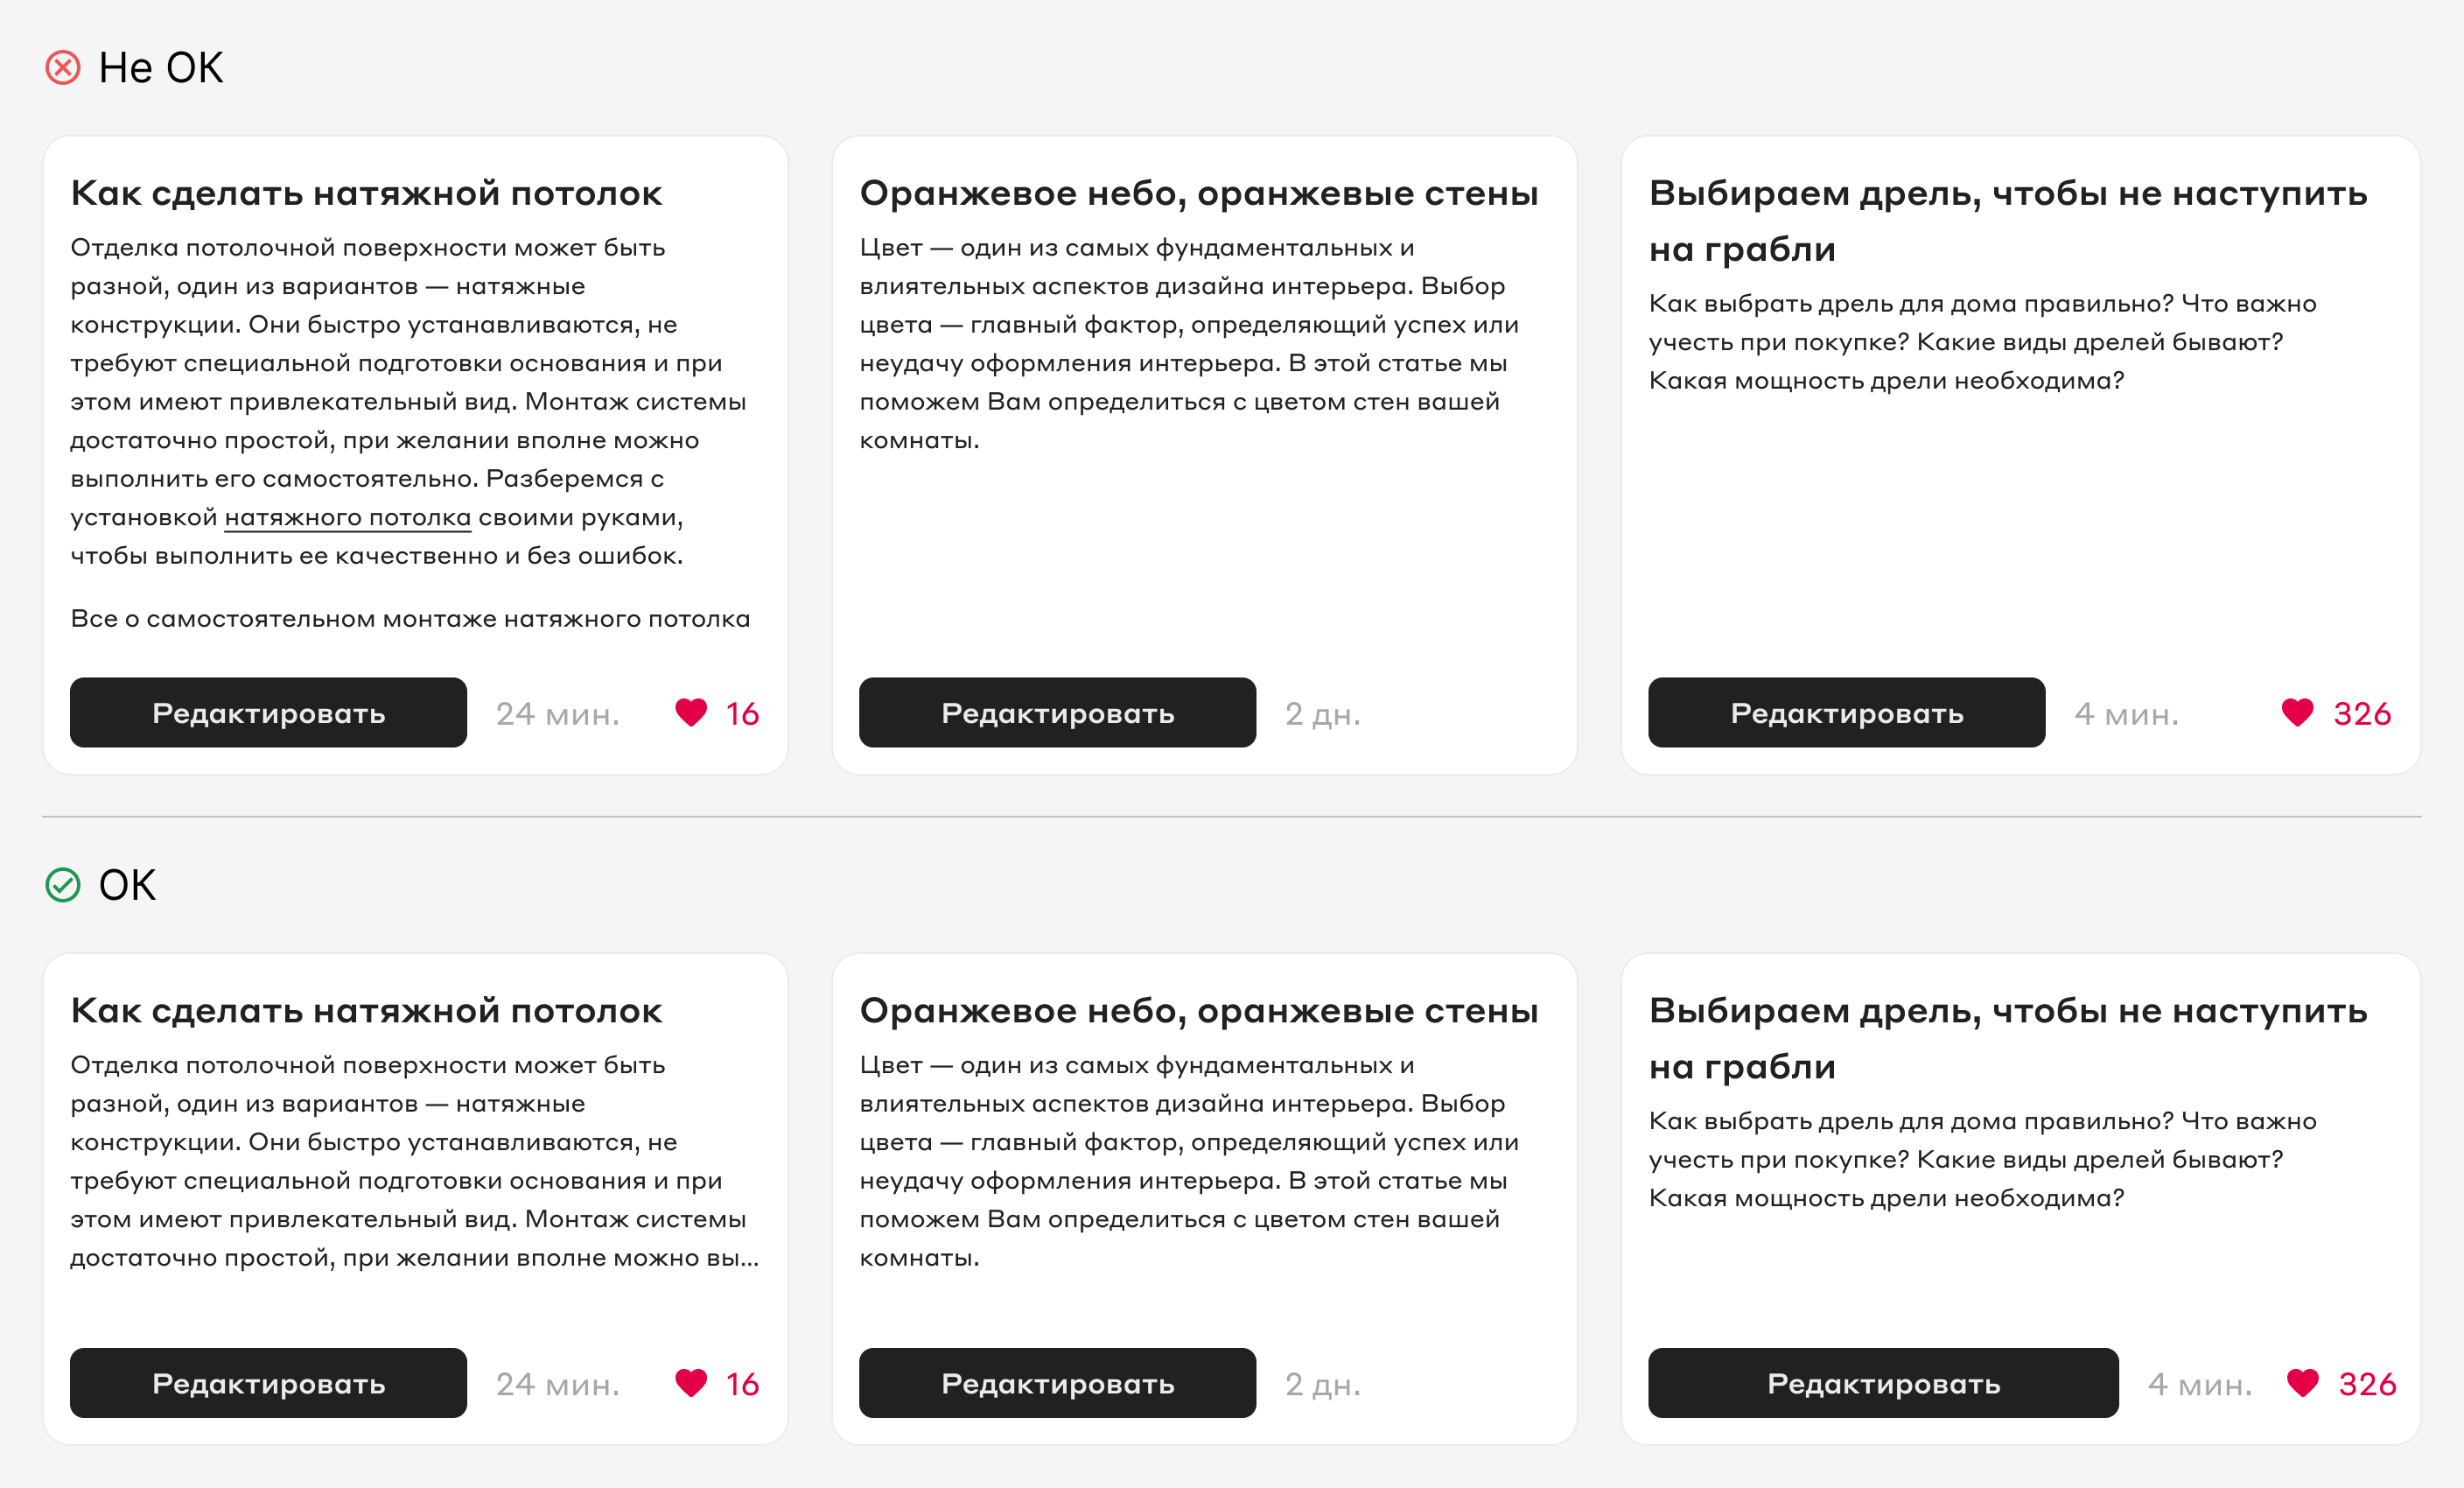 Не ОК
Как сделать натяжной потолок
Отделка потолочной поверхности может быть
разной, один из вариантов — натяжные
конструкции. Они быстро устанавливаются, не
требуют специальной подготовки основания и при
этом имеют привлекательный вид. Монтаж системы
достаточно простой, при желании вполне можно
выполнить его самостоятельно. Разберемся с
установкой натяжного потолка своими руками,
чтобы выполнить ее качественно и без ошибок.
Все о самостоятельном монтаже натяжного потолка
Редактировать 24 мин. 16
Оранжевое небо, оранжевые стены
Цвет — один из самых фундаментальных и
влиятельных аспектов дизайна интерьера. Выбор
цвета — главный фактор, определяющий успех или
неудачу оформления интерьера. В этой статье мы
поможем Вам определиться с цветом стен вашей
комнаты.
Редактировать 2 дн.
Выбираем дрель, чтобы не наступить
на грабли
Как выбрать дрель для дома правильно? Что важно
учесть при покупке? Какие виды дрелей бывают?
Какая мощность дрели необходима?
Редактировать 4 мин. 326
ОК
Как сделать натяжной потолок
Отделка потолочной поверхности может быть
разной, один из вариантов — натяжные
конструкции. Они быстро устанавливаются, не
требуют специальной подготовки основания и при
этом имеют привлекательный вид. Монтаж системы
достаточно простой, при желании вполне можно вы...
Редактировать 24 мин. 16
Оранжевое небо, оранжевые стены
Цвет — один из самых фундаментальных и
влиятельных аспектов дизайна интерьера. Выбор
цвета — главный фактор, определяющий успех или
неудачу оформления интерьера. В этой статье мы
поможем Вам определиться с цветом стен вашей
комнаты.
Редактировать 2 дн.
Выбираем дрель, чтобы не наступить
на грабли
Как выбрать дрель для дома правильно? Что важно
учесть при покупке? Какие виды дрелей бывают?
Какая мощность дрели необходима?
Редактировать 4 мин. 326